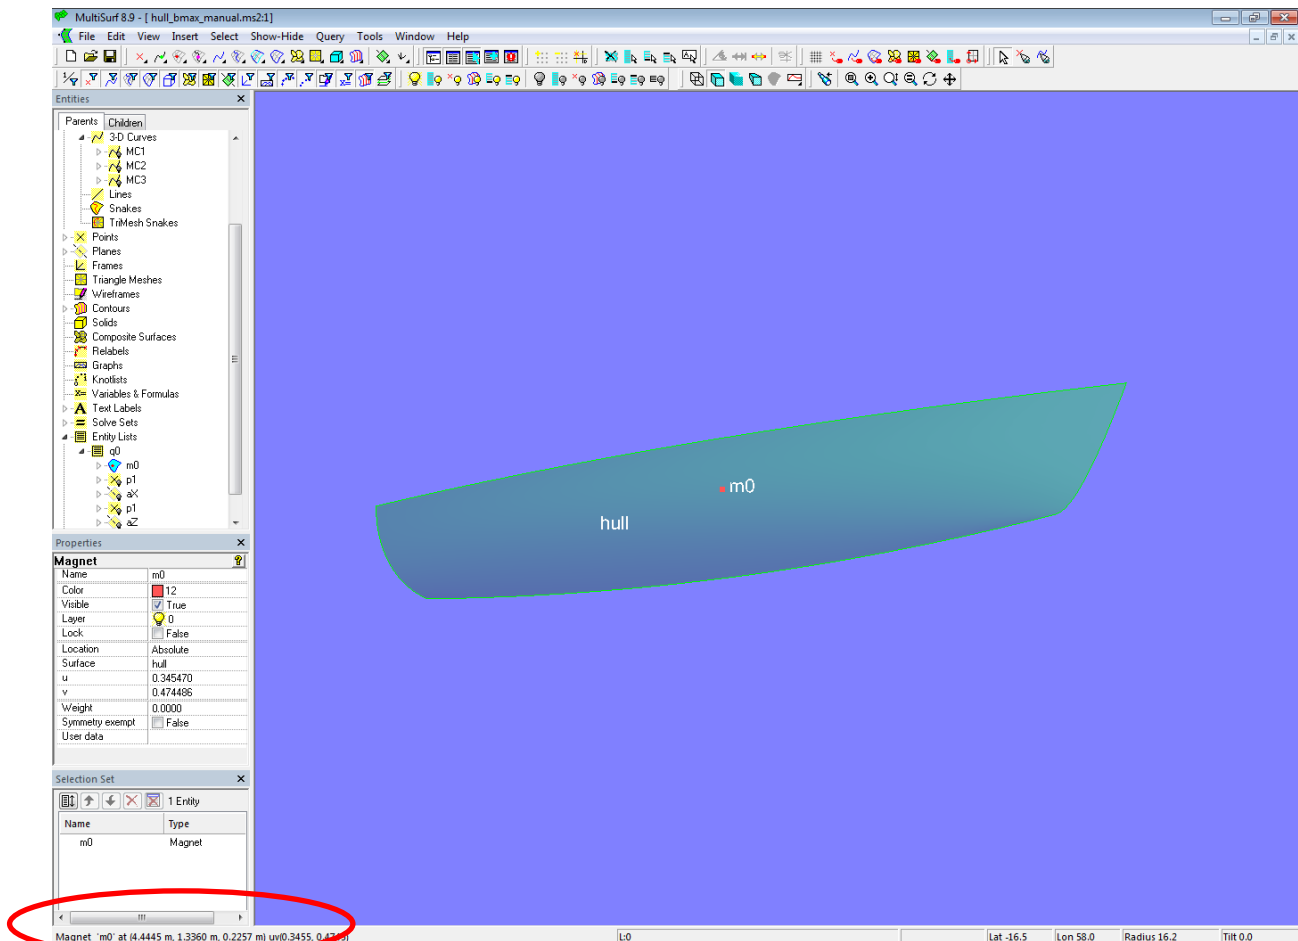 MultiSurf 8.9 - [ hull_bmax_manual.ms2:1]
File Edit View Insert Select Show-Hide Query Tools Window Help
Entities
Parents Children
3-D Curves
MC1
MC2
MC3
Lines
Snakes
TriMesh Snakes
Points
Planes
Frames
Triangle Meshes
Wireframes
Contours
Solids
Composite Surfaces
Relabels
Graphs
Knotlists
Variables & Formulas
Text Labels
Solve Sets
Entity Lists
q0
m0
p1
aX
p1
aZ
m0
hull
Properties
Magnet
Name m0
Color 12
Visible True
Layer 0
Lock False
Location Absolute
Surface hull
u 0.345470
v 0.474486
Weight 0.0000
Symmetry exempt False
User data
Selection Set
1 Entity
Name Type
m0 Magnet
Magnet 'm0' at (4.4445 m, 1.3360 m, 0.2257 m) uv(0.3455, L:0 Lat -16.5 Lon 58.0 Radius 16.2 Tilt 0.0